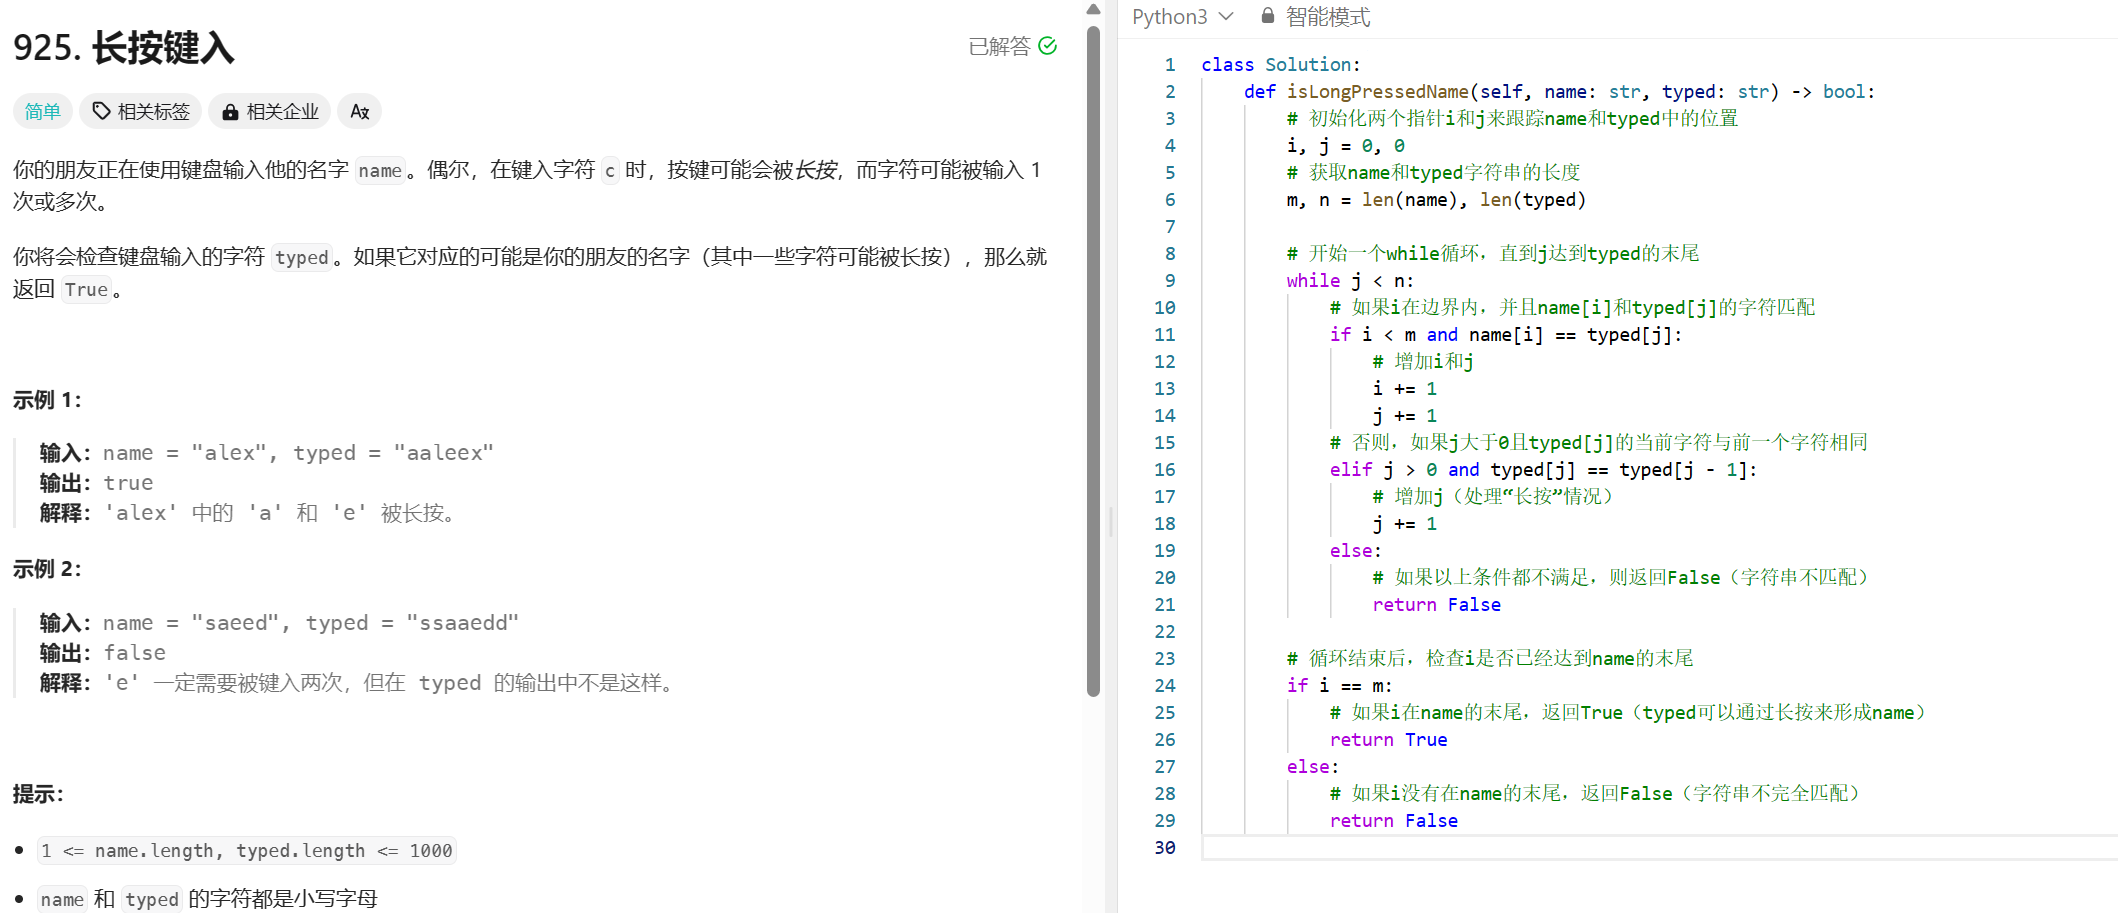 925. 长按键入
已解答
简单 相关标签 相关企业
你的朋友正在使用键盘输入他的名字 name。偶尔，在键入字符 c 时，按键可能会被长按，而字符可能被输入 1
次或多次。
你将会检查键盘输入的字符 typed。如果它对应的可能是你的朋友的名字（其中一些字符可能被长按），那么就
返回 True。
示例 1：
输入：name = "alex", typed = "aaleex"
输出：true
解释：'alex' 中的 'a' 和 'e' 被长按。
示例 2：
输入：name = "saeed", typed = "ssaaedd"
输出：false
解释：'e' 一定需要被键入两次，但在 typed 的输出中不是这样。
提示：
1 <= name.length, typed.length <= 1000
name 和 typed 的字符都是小写字母
Python3 智能模式
1 class Solution:
2 def isLongPressedName(self, name: str, typed: str) -> bool:
3 # 初始化两个指针i和j来跟踪name和typed中的位置
4 i, j = 0, 0
5 # 获取name和typed字符串的长度
6 m, n = len(name), len(typed)
7
8 # 开始一个while循环，直到j达到typed的末尾
9 while j < n:
10 # 如果i在边界内，并且name[i]和typed[j]的字符匹配
11 if i < m and name[i] == typed[j]:
12 # 增加i和j
13 i += 1
14 j += 1
15 # 否则，如果j大于0且typed[j]的当前字符与前一个字符相同
16 elif j > 0 and typed[j] == typed[j - 1]:
17 # 增加j（处理“长按”情况）
18 j += 1
19 else:
20 # 如果以上条件都不满足，则返回False（字符串不匹配）
21 return False
22
23 # 循环结束后，检查i是否已经达到name的末尾
24 if i == m:
25 # 如果i在name的末尾，返回True（typed可以通过长按来形成name）
26 return True
27 else:
28 # 如果i没有在name的末尾，返回False（字符串不完全匹配）
29 return False
30